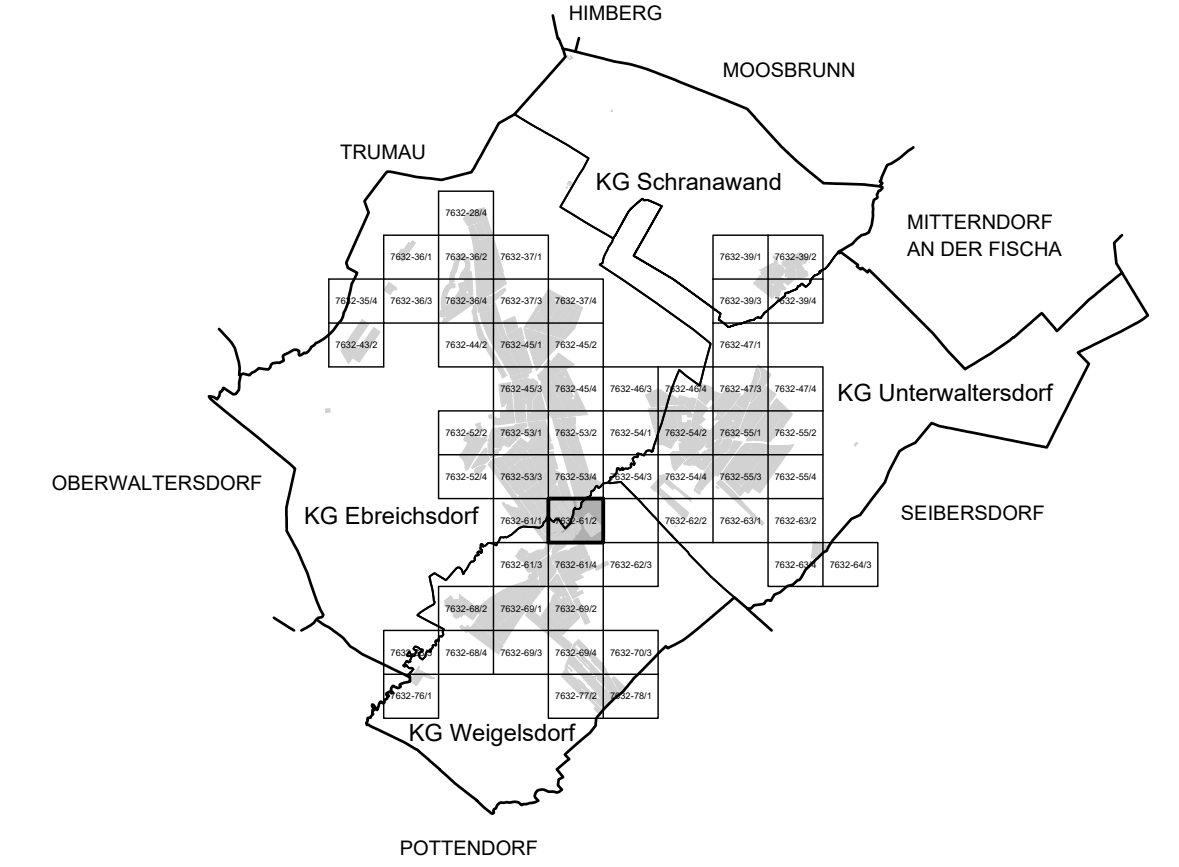 HIMBERG
MOOSBRUNN
TRUMAU
KG Schranawand
7632-28/4
MITTERNDORF
AN DER FISCHA
7632-36/1 7632-36/2 7632-37/1 7632-39/1 7632-39/2
7632-35/4 7632-36/3 7632-36/4 7632-37/3 7632-37/4 7632-39/3 7632-39/4
7632-43/2 7632-44/2 7632-45/1 7632-45/2 7632-47/1
7632-45/3 7632-45/4 7632-46/3 7632-46/4 7632-47/3 7632-47/4
KG Unterwaltersdorf
7632-52/2 7632-53/1 7632-53/2 7632-54/1 7632-54/2 7632-55/1 7632-55/2
7632-52/4 7632-53/3 7632-53/4 7632-54/3 7632-54/4 7632-55/3 7632-55/4
OBERWALTERSDORF
KG Ebreichsdorf
7632-61/1 7632-61/2 7632-62/2 7632-63/1 7632-63/2
SEIBERSDORF
7632-61/3 7632-61/4 7632-62/3 7632-63/4 7632-64/3
7632-68/2 7632-69/1 7632-69/2
7632-68/4 7632-69/3 7632-69/4 7632-70/3
7632-76/1 7632-77/2 7632-78/1
KG Weigelsdorf
POTTENDORF